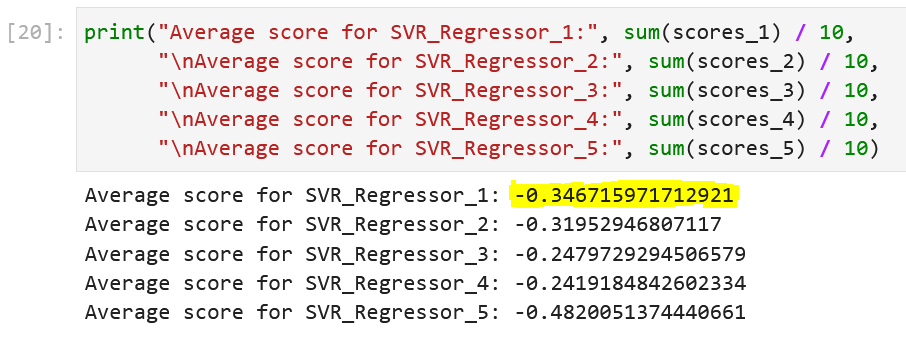 [20]: print("Average score for SVR_Regressor_1:", sum(scores_1) / 10,
"\nAverage score for SVR_Regressor_2:", sum(scores_2) / 10,
"\nAverage score for SVR_Regressor_3:", sum(scores_3) / 10,
"\nAverage score for SVR_Regressor_4:", sum(scores_4) / 10,
"\nAverage score for SVR_Regressor_5:", sum(scores_5) / 10)
Average score for SVR_Regressor_1: -0.346715971712921
Average score for SVR_Regressor_2: -0.31952946807117
Average score for SVR_Regressor_3: -0.2479729294506579
Average score for SVR_Regressor_4: -0.2419184842602334
Average score for SVR_Regressor_5: -0.4820051374440661